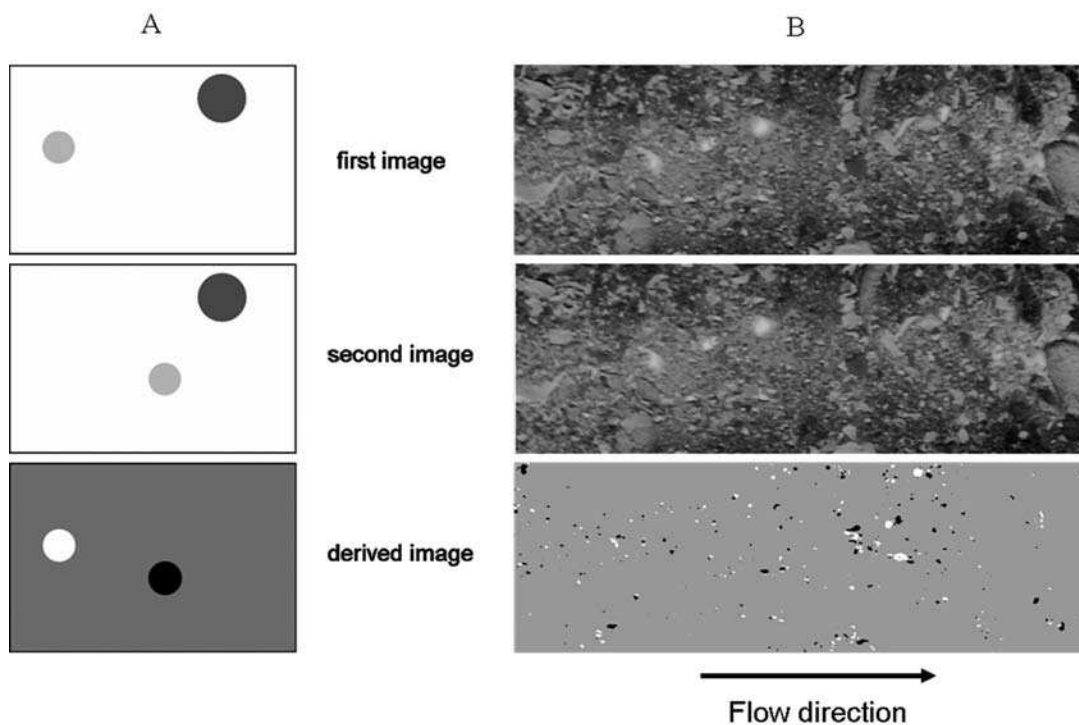 A
B
first image
second image
derived image
Flow direction